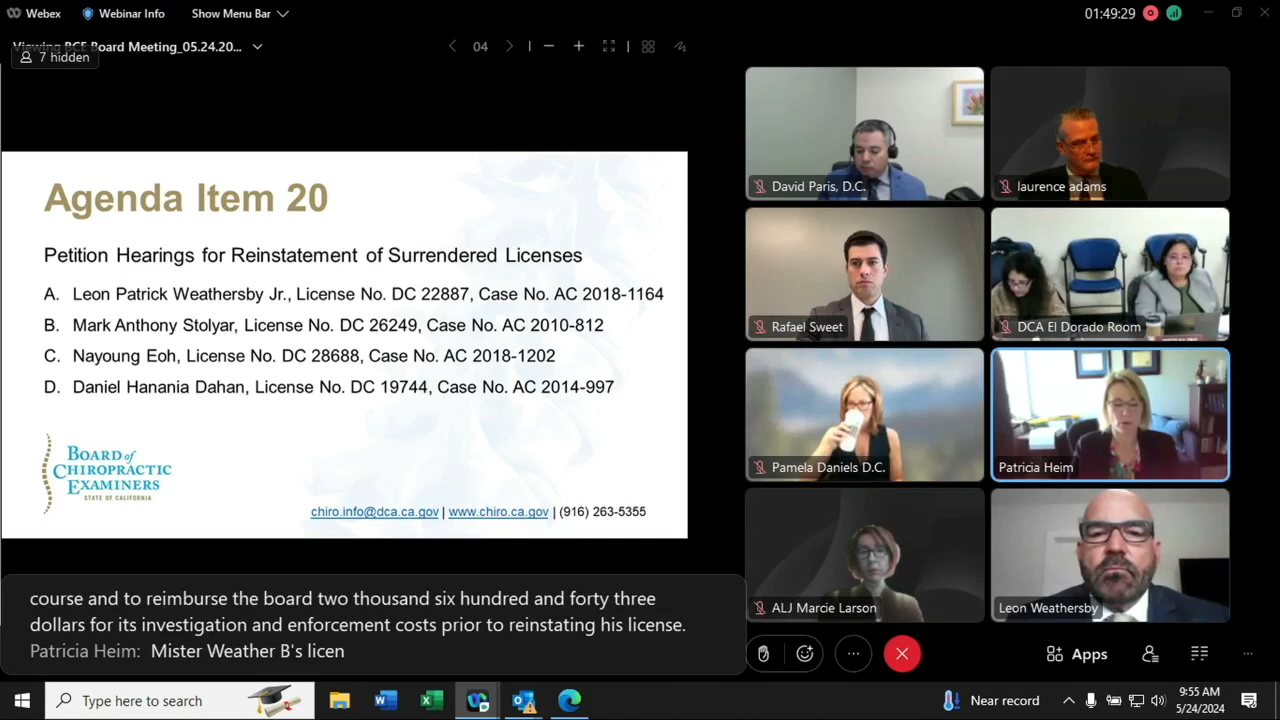 Webex
Webinar Info
Show Menu Bar
01:49:29
Viewing BCE Board Meeting_05.24.20...
7 hidden
04
Agenda Item 20
Petition Hearings for Reinstatement of Surrendered Licenses
A. Leon Patrick Weathersby Jr., License No. DC 22887, Case No. AC 2018-1164
B. Mark Anthony Stolyar, License No. DC 26249, Case No. AC 2010-812
C. Nayoung Eoh, License No. DC 28688, Case No. AC 2018-1202
D. Daniel Hanania Dahan, License No. DC 19744, Case No. AC 2014-997
BOARD of
CHIROPRACTIC
EXAMINERS
STATE OF CALIFORNIA
chiro.info@dca.ca.gov | www.chiro.ca.gov | (916) 263-5355
David Paris, D.C.
laurence adams
Rafael Sweet
DCA El Dorado Room
Pamela Daniels D.C.
Patricia Heim
ALJ Marcie Larson
Leon Weathersby
course and to reimburse the board two thousand six hundred and forty three
dollars for its investigation and enforcement costs prior to reinstating his license.
Patricia Heim: Mister Weather B's licen
Apps
Type here to search
Near record
9:55 AM
5/24/2024